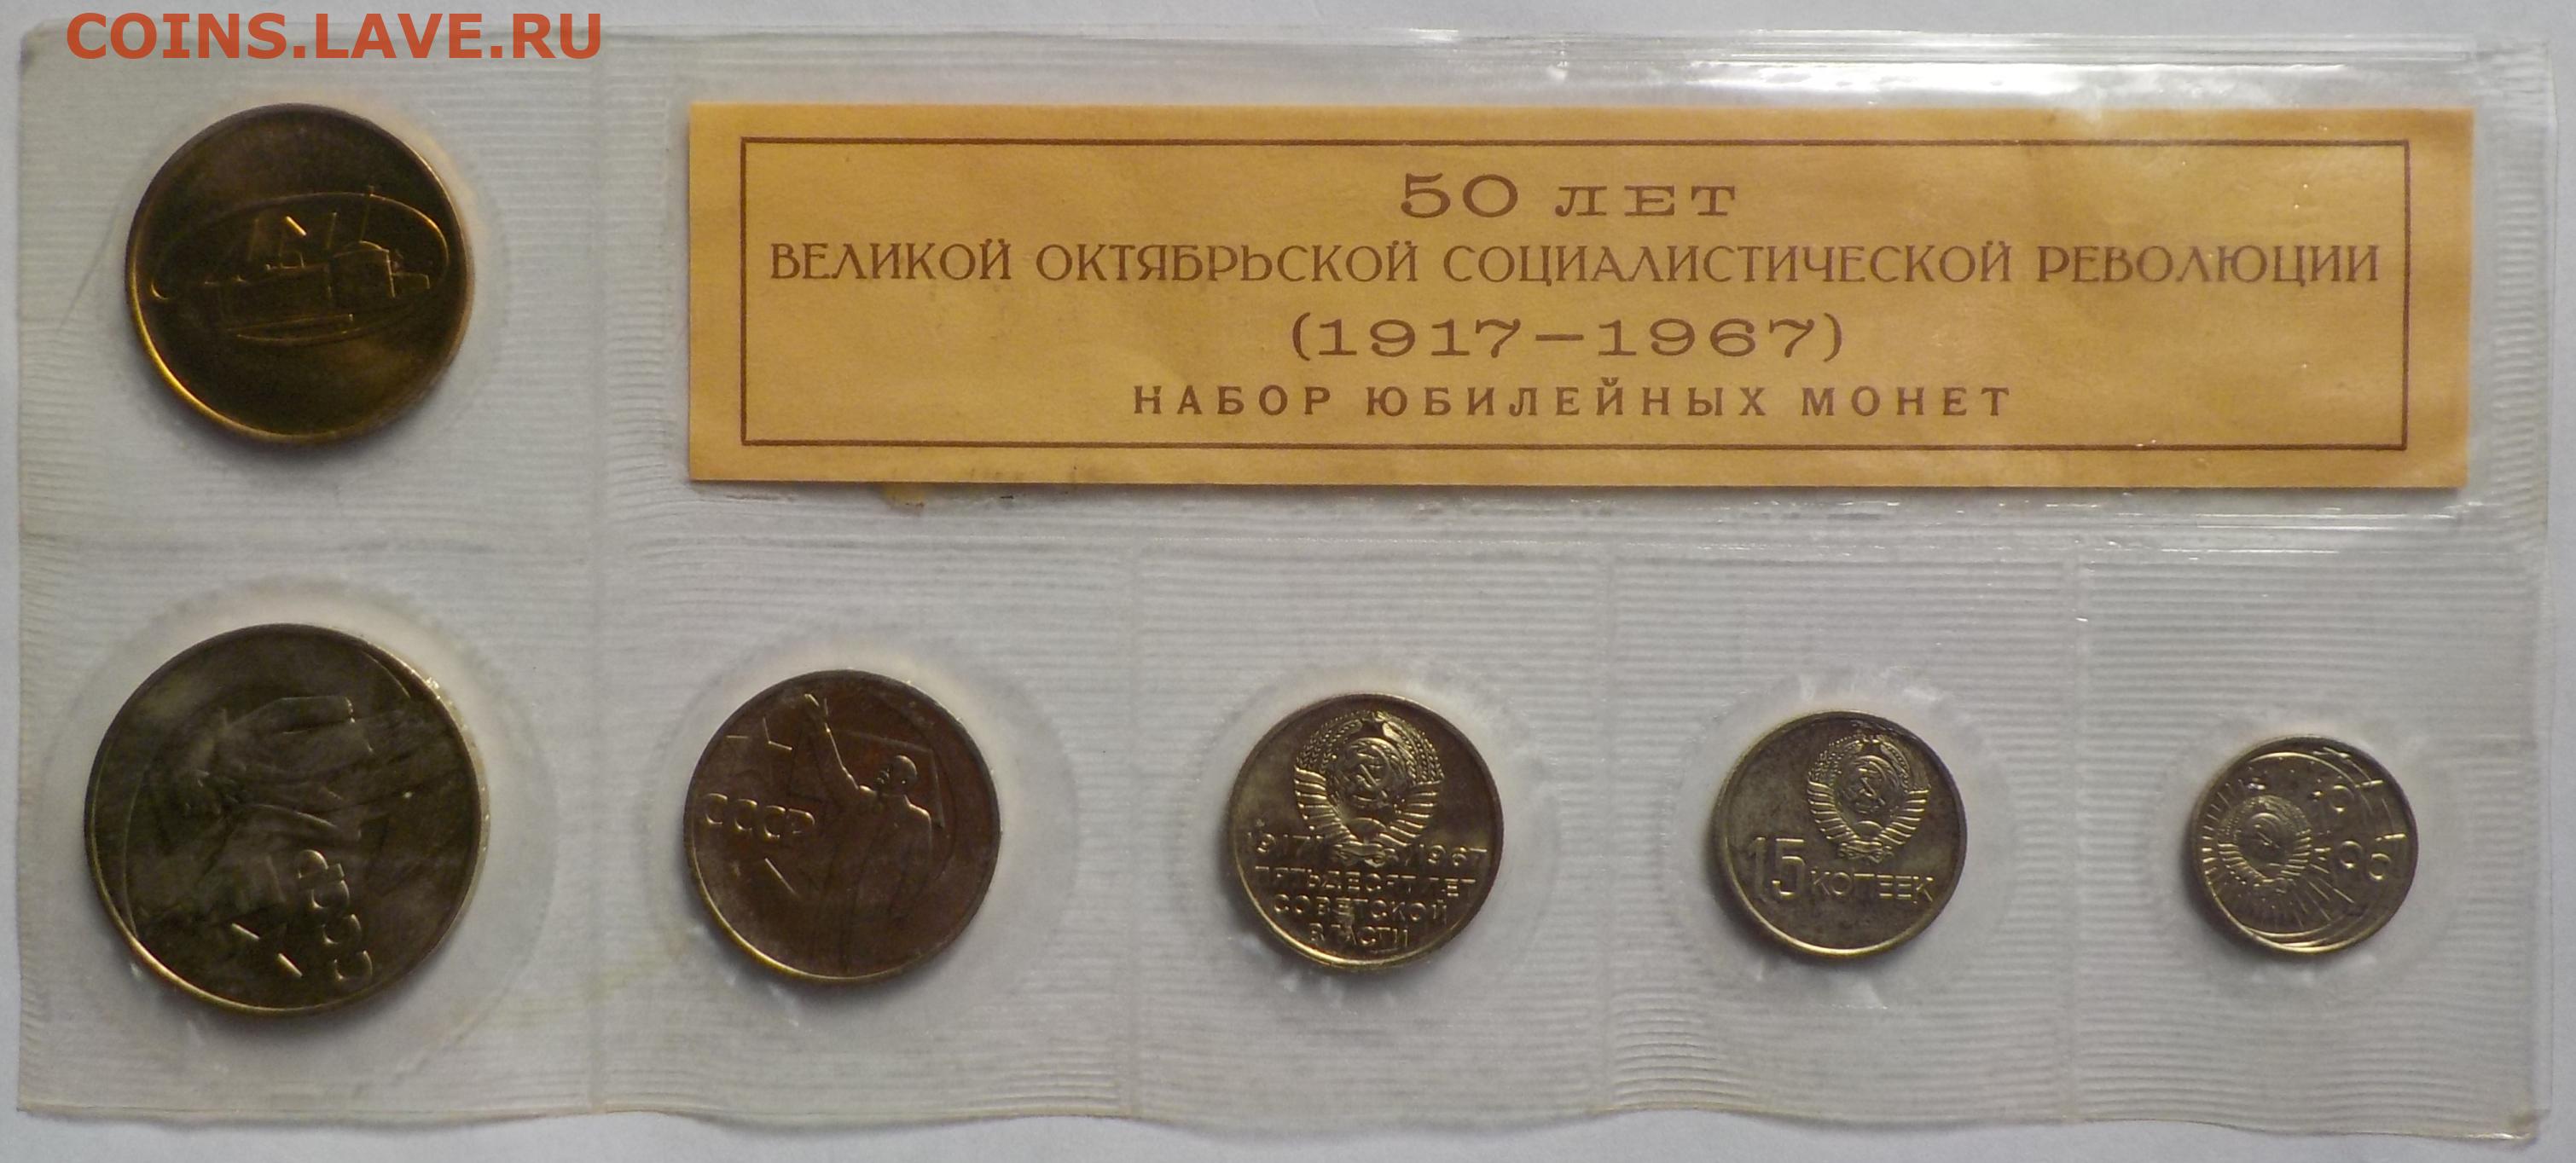 COINS.LAVE.RU
50 ЛЕТ
ВЕЛИКОЙ ОКТЯБРЬСКОЙ СОЦИАЛИСТИЧЕСКОЙ РЕВОЛЮЦИИ
(1917–1967)
НАБОР ЮБИЛЕЙНЫХ МОНЕТ
СССР
СССР
1917 1967
ПЯТЬДЕСЯТ ЛЕТ
СОВЕТСКОЙ
ВЛАСТИ
15 КОПЕЕК